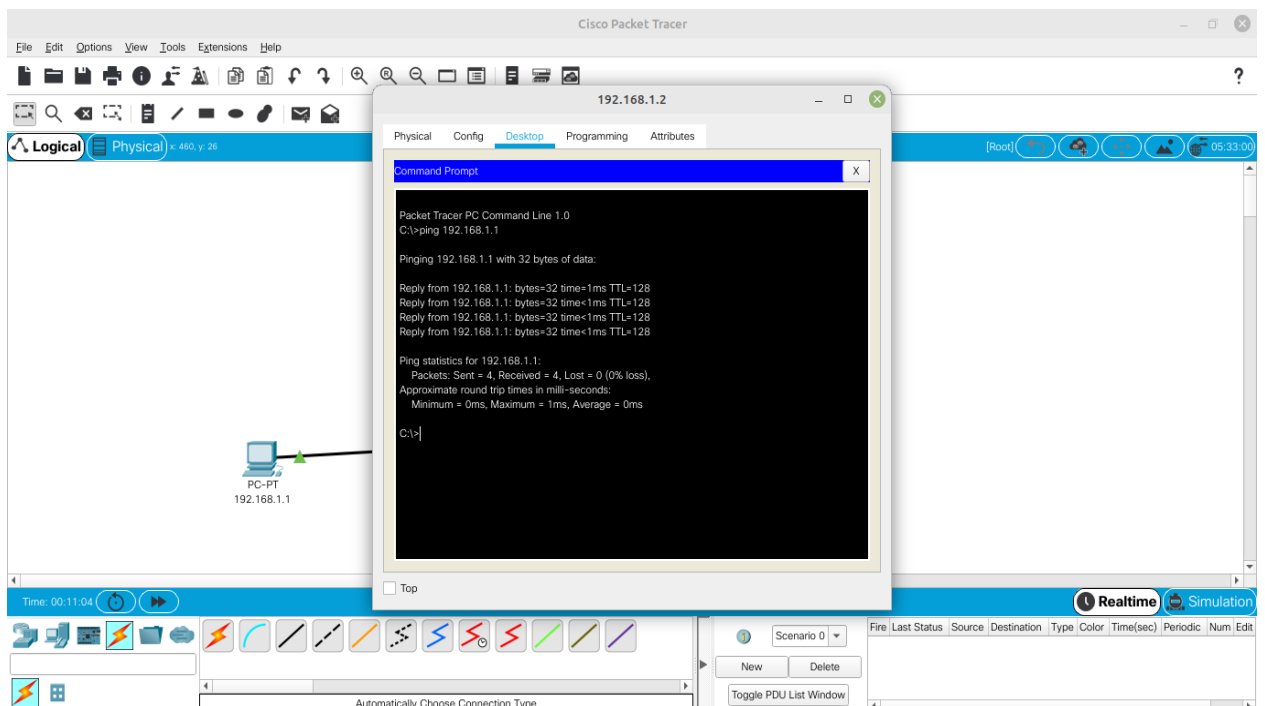 Cisco Packet Tracer
File Edit Options View Tools Extensions Help
?
192.168.1.2
Physical Config Desktop Programming Attributes
Logical Physical x: 460, y: 26
[Root] 05:33:00
Command Prompt X
Packet Tracer PC Command Line 1.0
C:\>ping 192.168.1.1
Pinging 192.168.1.1 with 32 bytes of data:
Reply from 192.168.1.1: bytes=32 time=1ms TTL=128
Reply from 192.168.1.1: bytes=32 time<1ms TTL=128
Reply from 192.168.1.1: bytes=32 time<1ms TTL=128
Reply from 192.168.1.1: bytes=32 time<1ms TTL=128
Ping statistics for 192.168.1.1:
Packets: Sent = 4, Received = 4, Lost = 0 (0% loss),
Approximate round trip times in milli-seconds:
Minimum = 0ms, Maximum = 1ms, Average = 0ms
C:\>
PC-PT
192.168.1.1
Top
Time: 00:11:04
Realtime Simulation
Scenario 0
Fire Last Status Source Destination Type Color Time(sec) Periodic Num Edit
New Delete
Toggle PDU List Window
Automatically Choose Connection Type